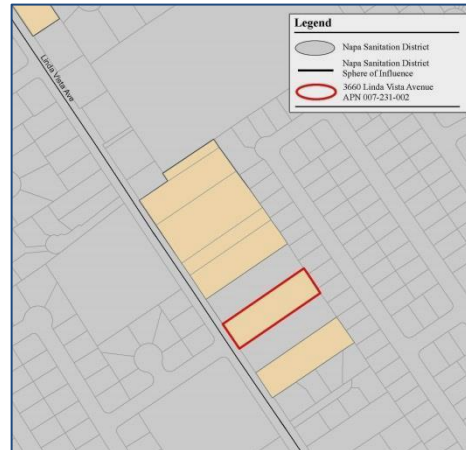 Linda Vista Ave
Legend
Napa Sanitation District
Napa Sanitation District
Sphere of Influence
3660 Linda Vista Avenue
APN 007-231-002